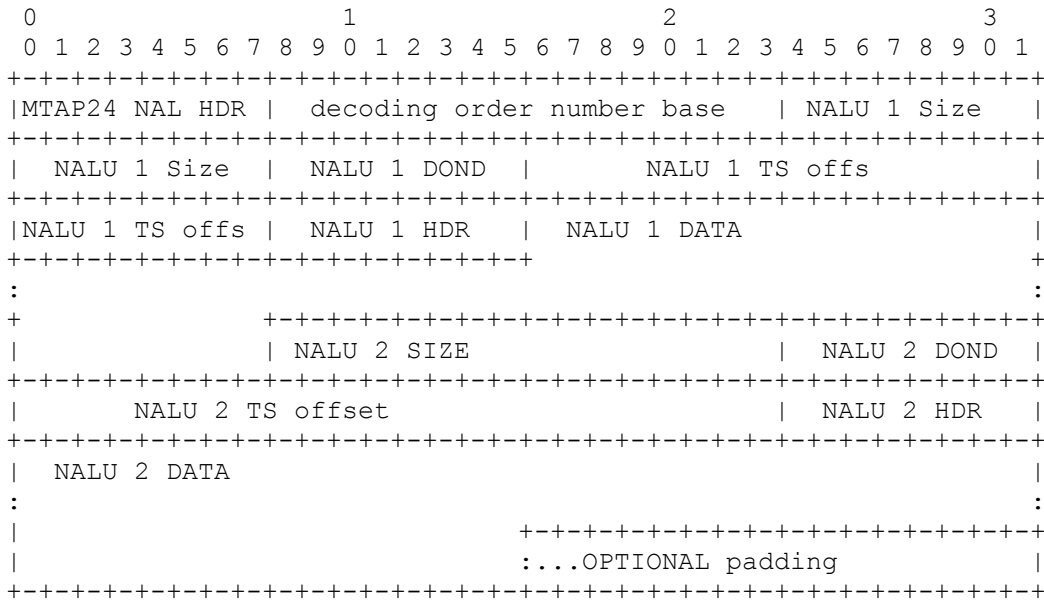 0                   1                   2                   3
 0 1 2 3 4 5 6 7 8 9 0 1 2 3 4 5 6 7 8 9 0 1 2 3 4 5 6 7 8 9 0 1
+-+-+-+-+-+-+-+-+-+-+-+-+-+-+-+-+-+-+-+-+-+-+-+-+-+-+-+-+-+-+-+-+
|MTAP24 NAL HDR |  decoding order number base   | NALU 1 Size   |
+-+-+-+-+-+-+-+-+-+-+-+-+-+-+-+-+-+-+-+-+-+-+-+-+-+-+-+-+-+-+-+-+
|  NALU 1 Size  |  NALU 1 DOND  |       NALU 1 TS offs          |
+-+-+-+-+-+-+-+-+-+-+-+-+-+-+-+-+-+-+-+-+-+-+-+-+-+-+-+-+-+-+-+-+
|NALU 1 TS offs |  NALU 1 HDR   |  NALU 1 DATA                  |
+-+-+-+-+-+-+-+-+-+-+-+-+-+-+-+-+                               +
:                                                               :
+               +-+-+-+-+-+-+-+-+-+-+-+-+-+-+-+-+-+-+-+-+-+-+-+-+
|               | NALU 2 SIZE                   |  NALU 2 DOND  |
+-+-+-+-+-+-+-+-+-+-+-+-+-+-+-+-+-+-+-+-+-+-+-+-+-+-+-+-+-+-+-+-+
|       NALU 2 TS offset                        |  NALU 2 HDR   |
+-+-+-+-+-+-+-+-+-+-+-+-+-+-+-+-+-+-+-+-+-+-+-+-+-+-+-+-+-+-+-+-+
|  NALU 2 DATA                                                  |
:                                                               :
|                               +-+-+-+-+-+-+-+-+-+-+-+-+-+-+-+-+
|                               :...OPTIONAL padding            |
+-+-+-+-+-+-+-+-+-+-+-+-+-+-+-+-+-+-+-+-+-+-+-+-+-+-+-+-+-+-+-+-+